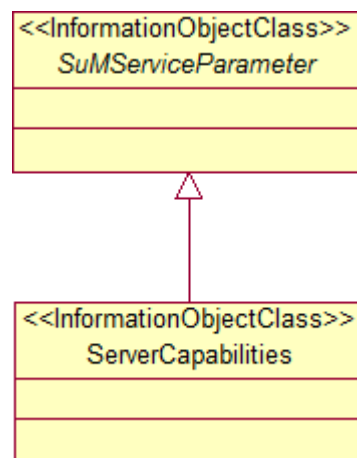 <<InformationObjectClass>>
SuMServiceParameter
<<InformationObjectClass>>
ServerCapabilities